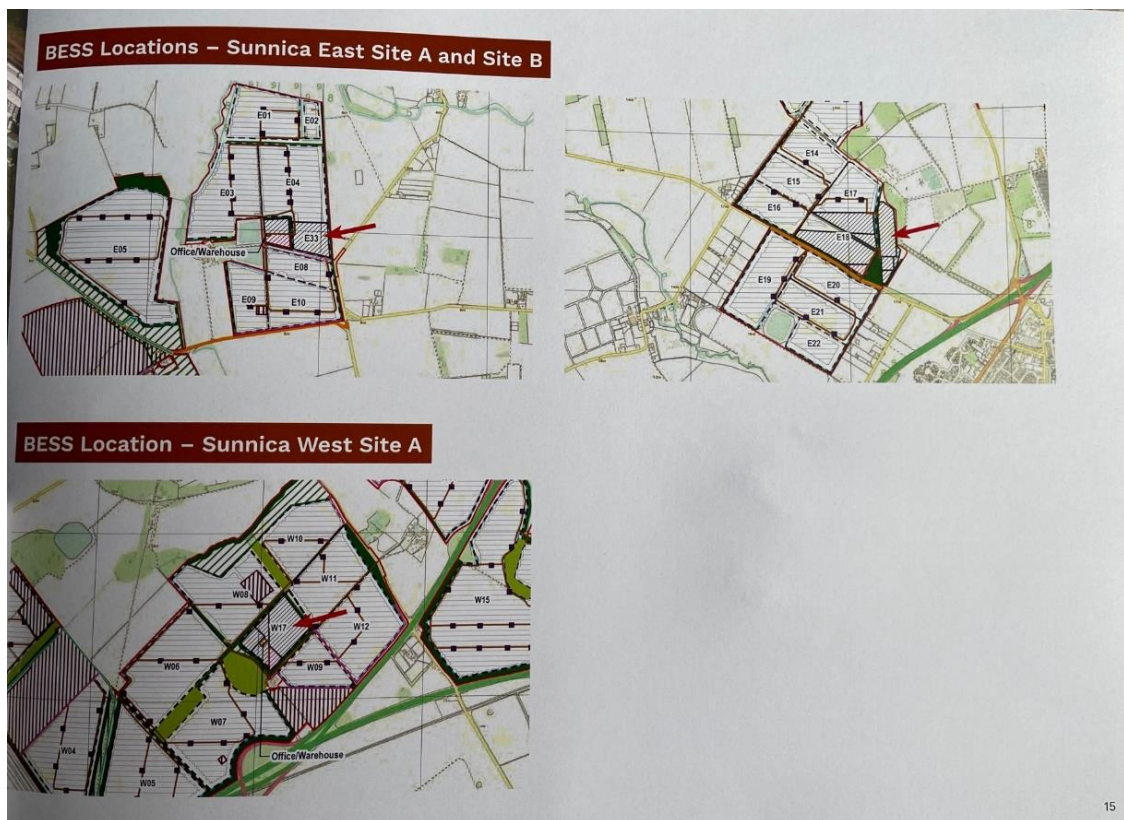 BESS Locations – Sunnica East Site A and Site B
E01
E02
E03
E04
E05
E33
Office/Warehouse
E08
E09
E10
E14
E15
E17
E16
E18
E19
E20
E21
E22
BESS Location – Sunnica West Site A
W10
W11
W08
W15
W17
W12
W06
W09
W07
W04
Office/Warehouse
W05
15